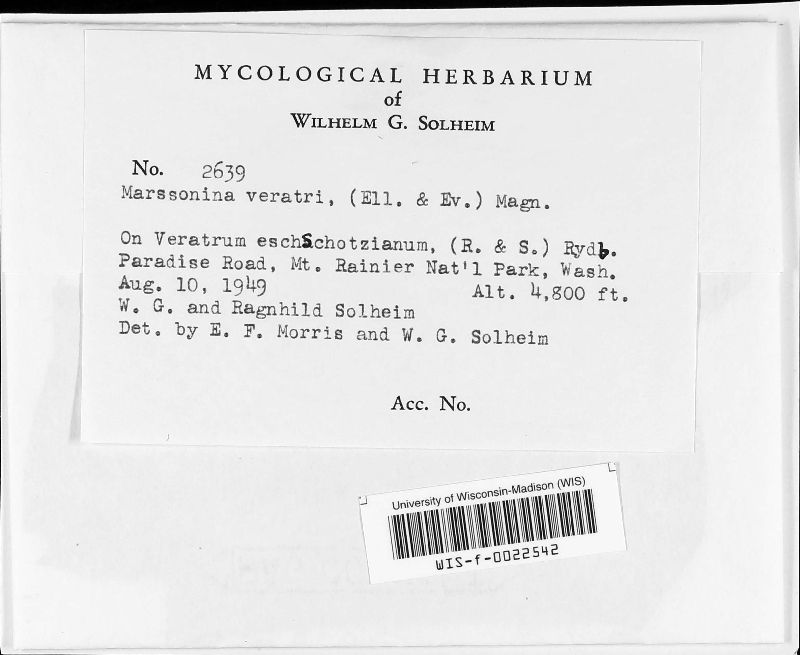 MYCOLOGICAL HERBARIUM
of
WILHELM G. SOLHEIM
No. 2639
Marssonina veratri, (Ell. & Ev.) Magn.
On Veratrum eschSchotzianum, (R. & S.) Rydb.
Paradise Road, Mt. Rainier Nat'l Park, Wash.
Aug. 10, 1949 Alt. 4,800 ft.
W. G. and Ragnhild Solheim
Det. by E. F. Morris and W. G. Solheim
Acc. No.
University of Wisconsin-Madison (WIS)
WIS-f-0022542